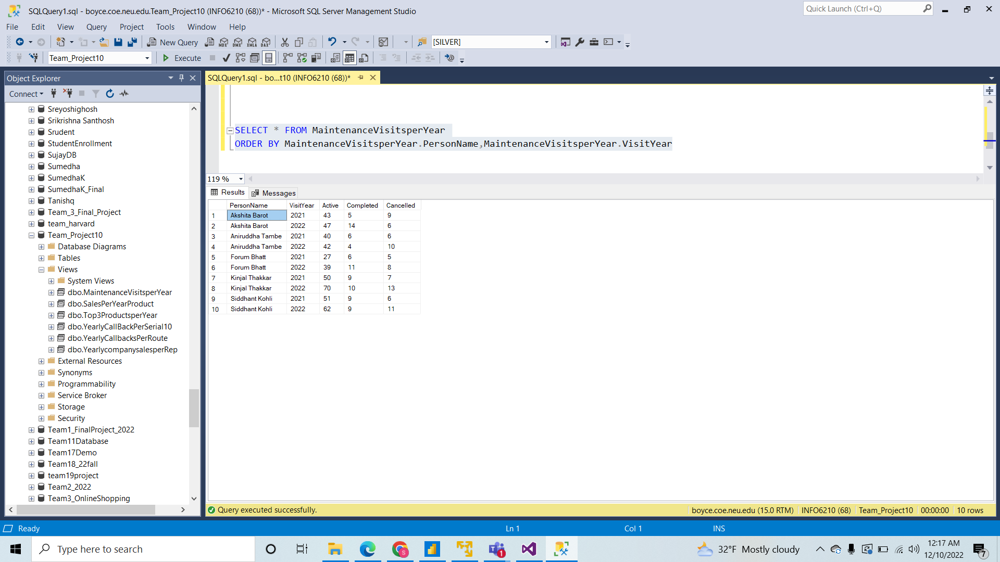 SQLQuery1.sql - boyce.coe.neu.edu.Team_Project10 (INFO6210 (68))* - Microsoft SQL Server Management Studio
Quick Launch (Ctrl+Q)
File Edit View Query Project Tools Window Help
New Query MDX DMX XMLA DAX [SILVER]
Team_Project10 Execute
Object Explorer
Connect
Sreyoshighosh
Srikrishna Santhosh
Srudent
StudentEnrollment
SujayDB
Sumedha
SumedhaK
SumedhaK_Final
Tanishq
Team_3_Final_Project
team_harvard
Team_Project10
Database Diagrams
Tables
Views
System Views
dbo.MaintenanceVisitsperYear
dbo.SalesPerYearProduct
dbo.Top3ProductsperYear
dbo.YearlyCallBackPerSerial10
dbo.YearlyCallbacksPerRoute
dbo.YearlycompanysalesperRep
External Resources
Synonyms
Programmability
Service Broker
Storage
Security
Team1_FinalProject_2022
Team11Database
Team17Demo
Team18_22fall
team19project
Team2_2022
Team3_OnlineShopping
SQLQuery1.sql - bo...t10 (INFO6210 (68))*
SELECT * FROM MaintenanceVisitsperYear
ORDER BY MaintenanceVisitsperYear.PersonName,MaintenanceVisitsperYear.VisitYear
119 %
Results Messages
PersonName VisitYear Active Completed Cancelled
1 Akshita Barot 2021 43 5 9
2 Akshita Barot 2022 47 14 6
3 Aniruddha Tambe 2021 40 6 6
4 Aniruddha Tambe 2022 42 4 10
5 Forum Bhatt 2021 27 6 5
6 Forum Bhatt 2022 39 11 8
7 Kinjal Thakkar 2021 50 9 7
8 Kinjal Thakkar 2022 70 10 13
9 Siddhant Kohli 2021 51 9 6
10 Siddhant Kohli 2022 62 9 11
Query executed successfully. boyce.coe.neu.edu (15.0 RTM) INFO6210 (68) Team_Project10 00:00:00 10 rows
Ready Ln 1 Col 1 INS
Type here to search
S
1
32°F Mostly cloudy
12:17 AM
12/10/2022
7